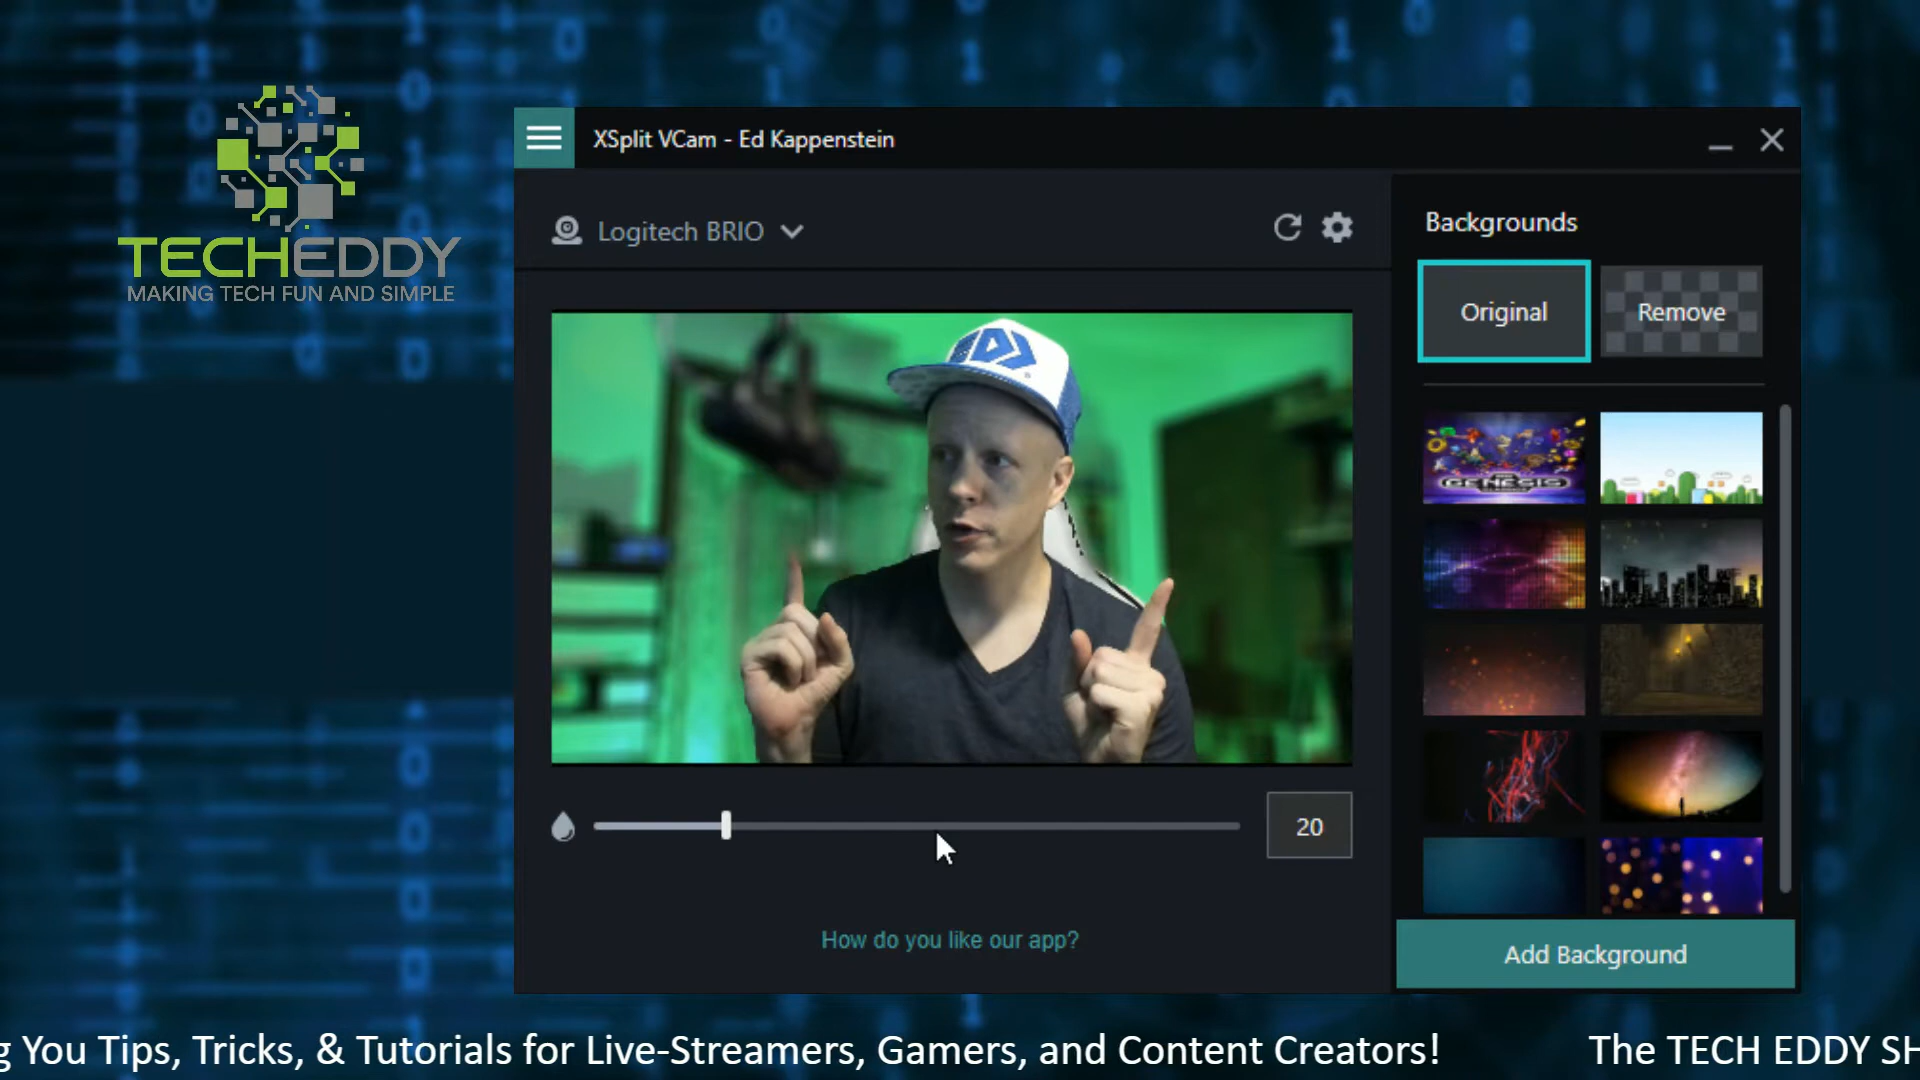 TECHEDDY
MAKING TECH FUN AND SIMPLE
XSplit VCam - Ed Kappenstein
Logitech BRIO
Backgrounds
Original
Remove
GENESIS
20
How do you like our app?
Add Background
g You Tips, Tricks, & Tutorials for Live-Streamers, Gamers, and Content Creators!
The TECH EDDY SH